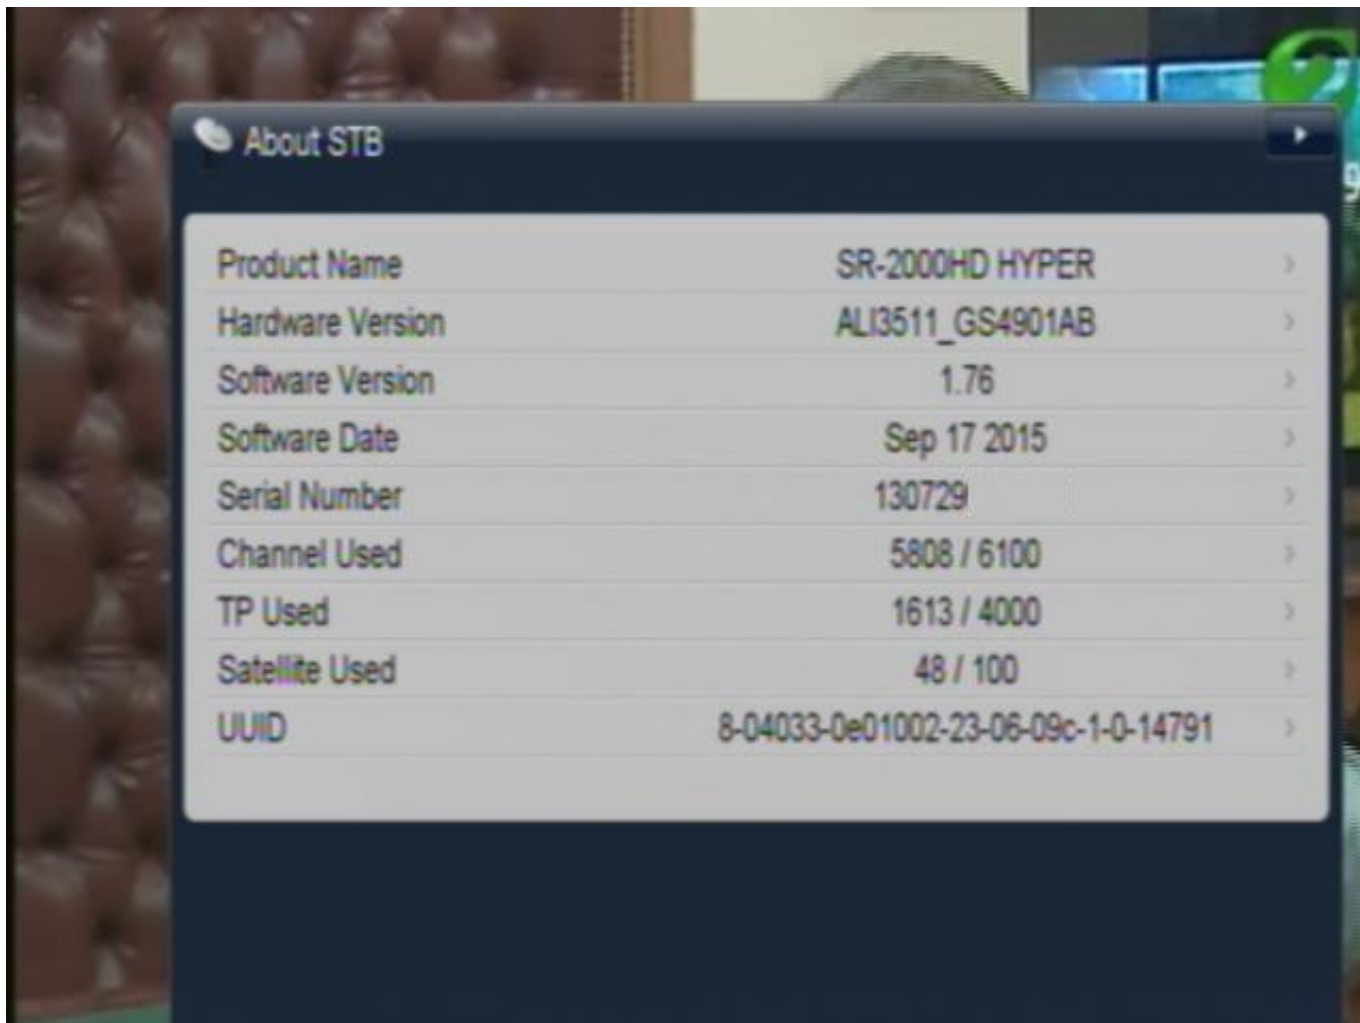 About STB
Product Name SR-2000HD HYPER
Hardware Version ALI3511_GS4901AB
Software Version 1.76
Software Date Sep 17 2015
Serial Number 130729
Channel Used 5808 / 6100
TP Used 1613 / 4000
Satellite Used 48 / 100
UUID 8-04033-0e01002-23-06-09c-1-0-14791